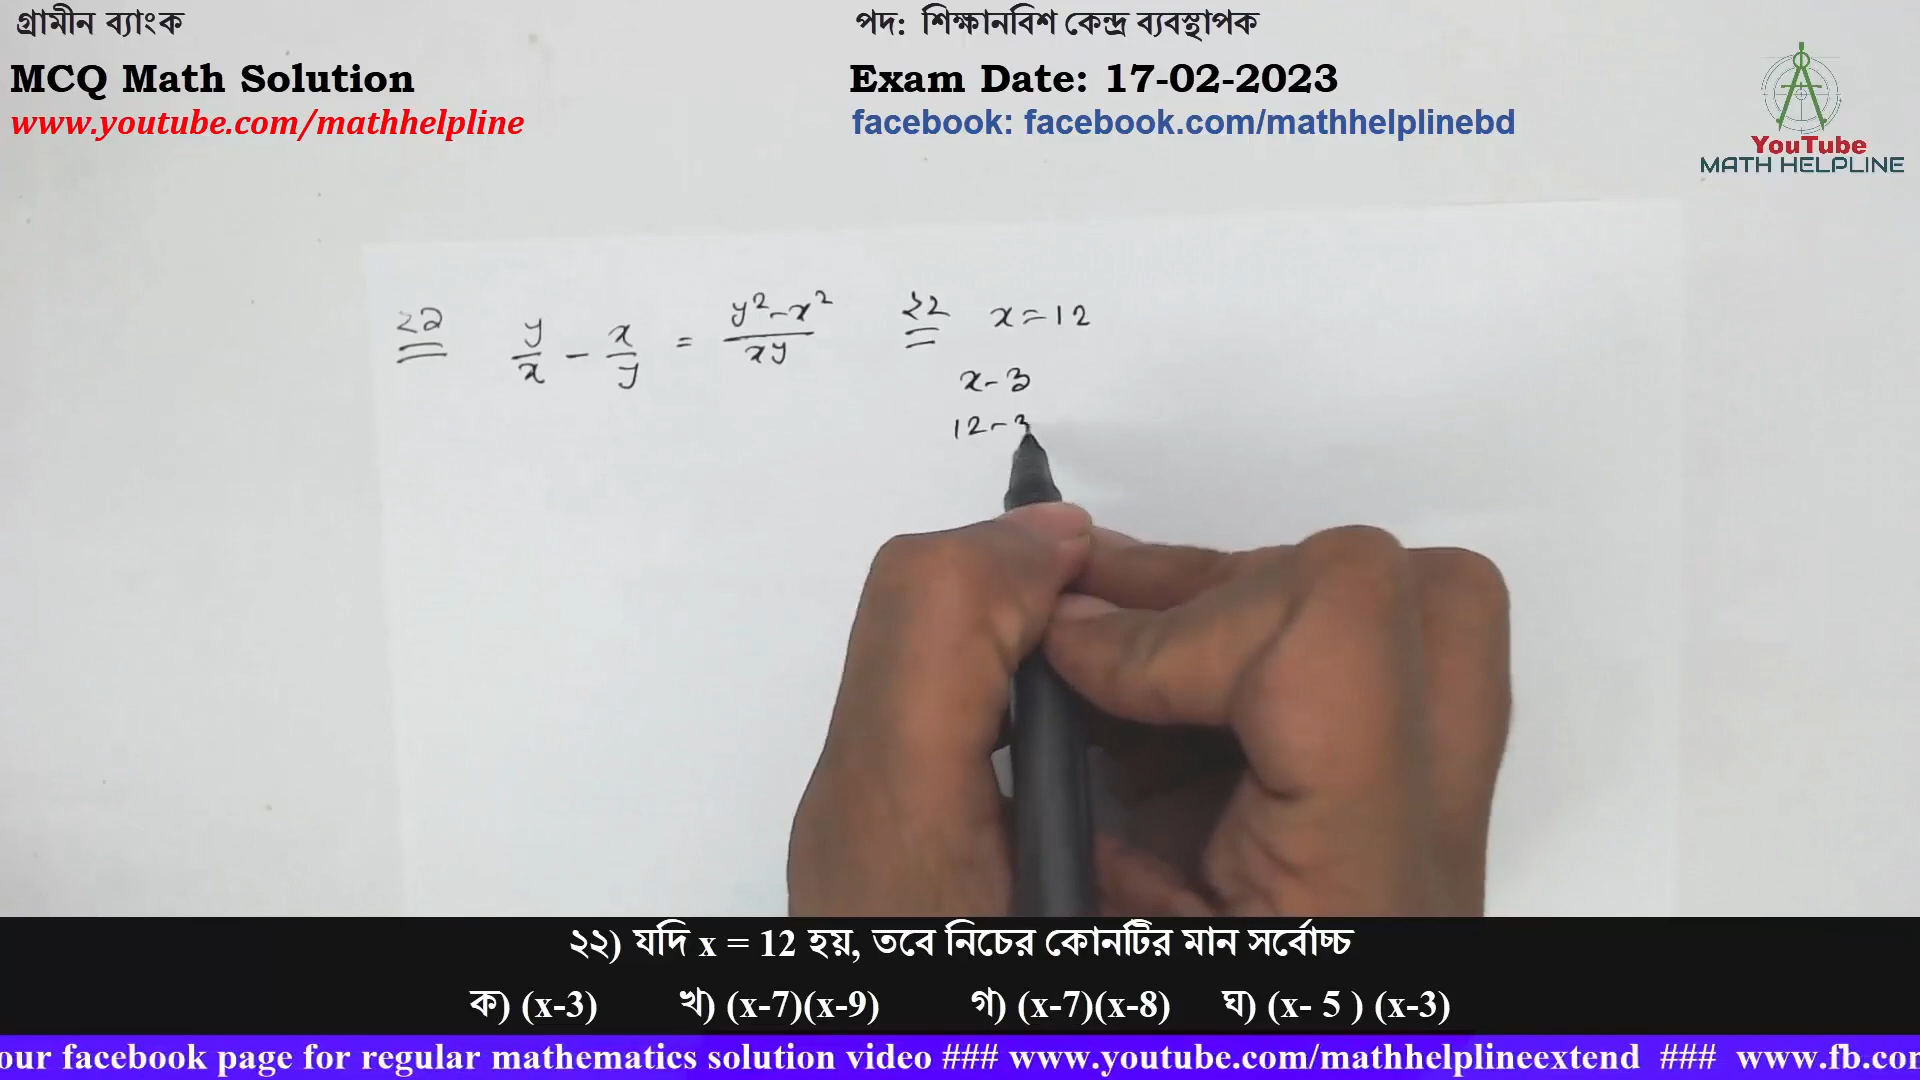 গ্রামীন ব্যাংক
পদ: শিক্ষানবিশ কেন্দ্র ব্যবস্থাপক
MCQ Math Solution
Exam Date: 17-02-2023
www.youtube.com/mathhelpline
facebook: facebook.com/mathhelplinebd
YouTube
MATH HELPLINE
২১ y/x - x/y = y²-x²/xy
২২ x=12
x-3
12-3
২২) যদি x = 12 হয়, তবে নিচের কোনটির মান সর্বোচ্চ
ক) (x-3) খ) (x-7)(x-9) গ) (x-7)(x-8) ঘ) (x- 5 ) (x-3)
our facebook page for regular mathematics solution video ### www.youtube.com/mathhelplineextend ### www.fb.con